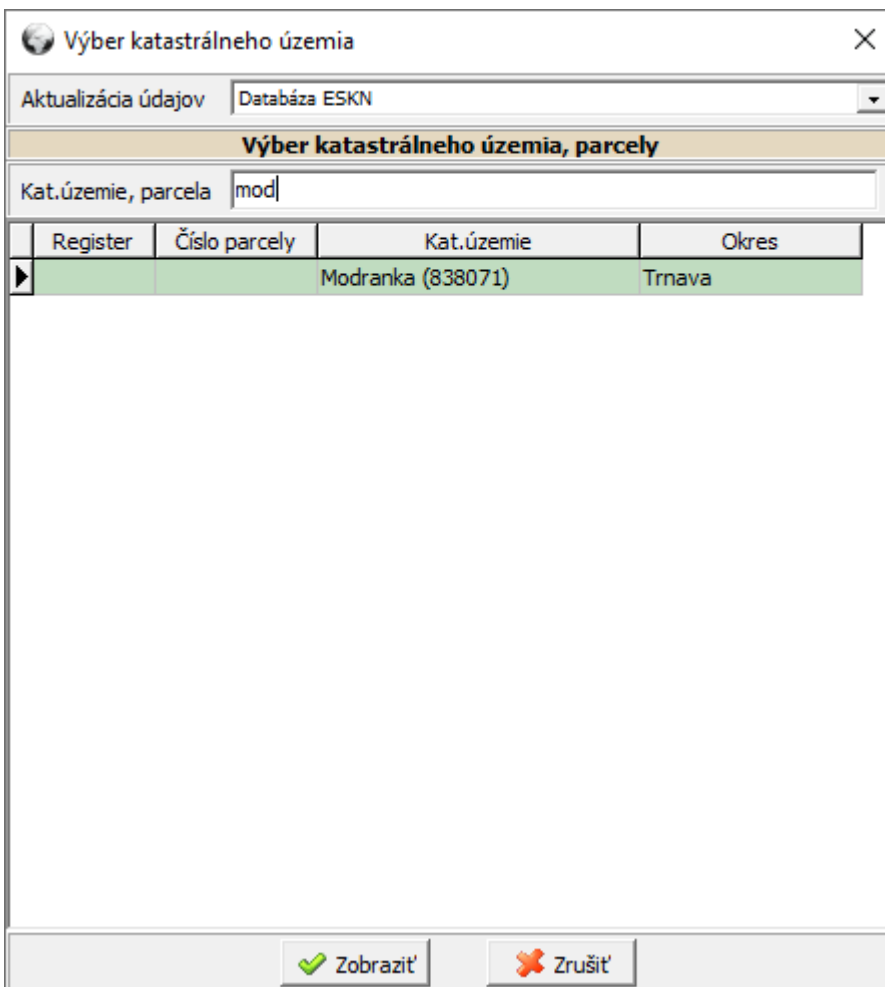 Výber katastrálneho územia
Aktualizácia údajov Databáza ESKN
Výber katastrálneho územia, parcely
Kat.územie, parcela mod
Register Číslo parcely Kat.územie Okres
Modranka (838071) Trnava
Zobraziť Zrušiť